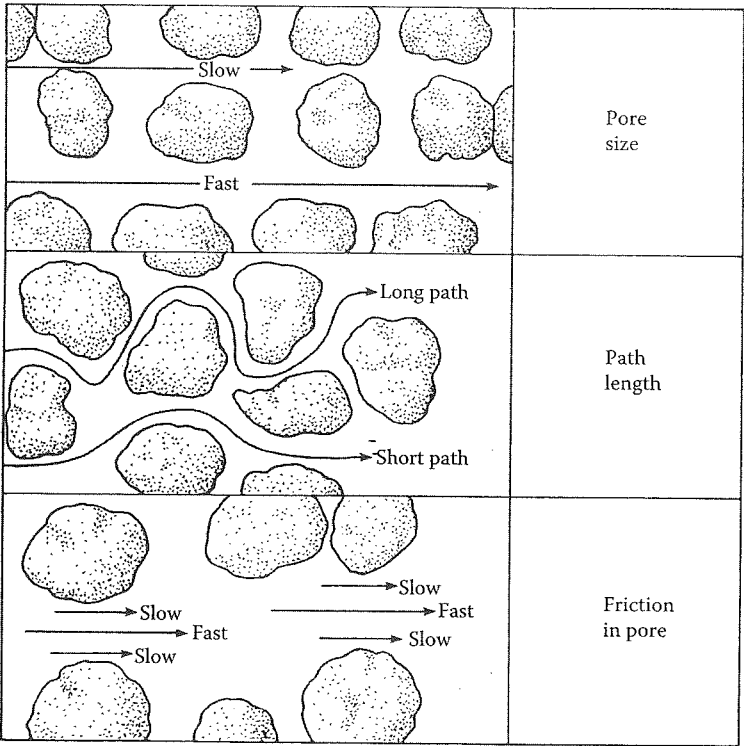 Slow
Fast
Pore
size
Long path
Short path
Path
length
Slow
Fast
Slow
Slow
Fast
Slow
Friction
in pore